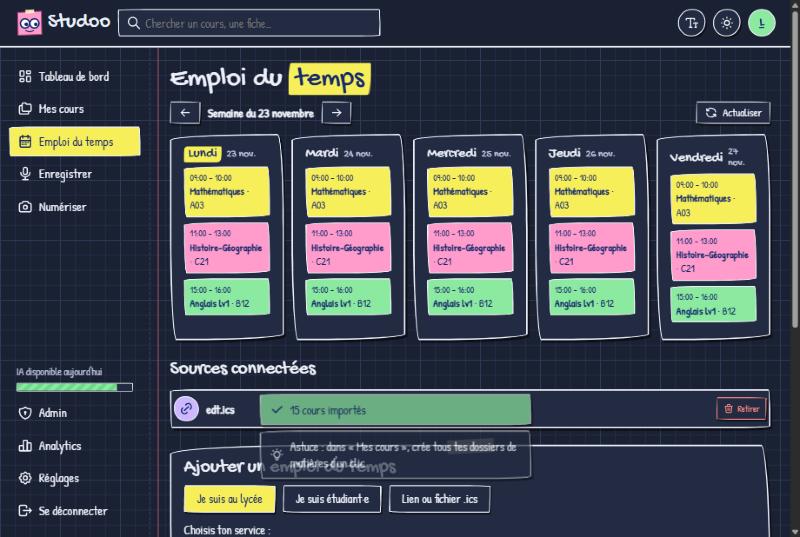 Studoo
Chercher un cours, une fiche...
Tт
L
Tableau de bord
Mes cours
Emploi du temps
Enregistrer
Numériser
IA disponible aujourd'hui
Admin
Analytics
Réglages
Se déconnecter
Emploi du temps
Semaine du 23 novembre
Actualiser
Lundi 23 nov.
09:00 – 10:00
Mathématiques ·
A03
11:00 – 13:00
Histoire-Géographie
· C21
15:00 – 16:00
Anglais lv1 · B12
Mardi 24 nov.
09:00 – 10:00
Mathématiques ·
A03
11:00 – 13:00
Histoire-Géographie
· C21
15:00 – 16:00
Anglais lv1 · B12
Mercredi 25 nov.
09:00 – 10:00
Mathématiques ·
A03
11:00 – 13:00
Histoire-Géographie
· C21
15:00 – 16:00
Anglais lv1 · B12
Jeudi 26 nov.
09:00 – 10:00
Mathématiques ·
A03
11:00 – 13:00
Histoire-Géographie
· C21
15:00 – 16:00
Anglais lv1 · B12
Vendredi 27
nov.
09:00 – 10:00
Mathématiques ·
A03
11:00 – 13:00
Histoire-Géographie
· C21
15:00 – 16:00
Anglais lv1 · B12
Sources connectées
edt.ics
15 cours importés
Retirer
Astuce : dans « Mes cours », crée tous tes dossiers de
matières d'un clic.
Ajouter un emploi du temps
Je suis au lycée
Je suis étudiant·e
Lien ou fichier .ics
Choisis ton service :